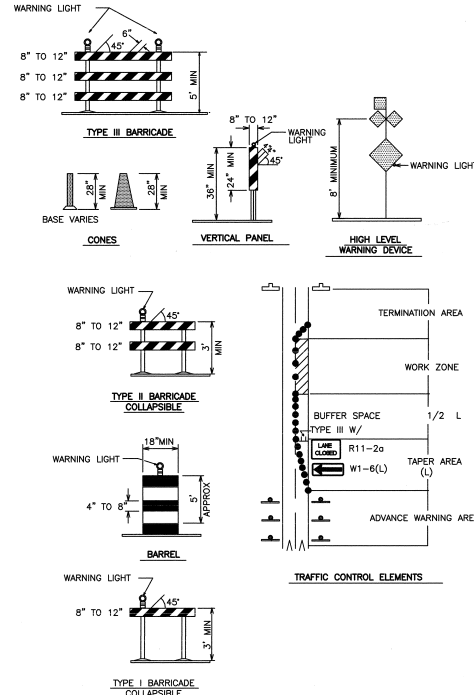 WARNING LIGHT
6"
45°
8" TO 12"
8" TO 12"
8" TO 12"
5' MIN
TYPE III BARRICADE
28"
MIN
28"
MIN
BASE VARIES
CONES
8" TO 12"
WARNING
LIGHT
36" MIN
24" MIN
45°
VERTICAL PANEL
8' MINIMUM
WARNING LIGHT
HIGH LEVEL
WARNING DEVICE
WARNING LIGHT
45°
8" TO 12"
8" TO 12"
3' MIN
TYPE II BARRICADE
COLLAPSIBLE
18"MIN
WARNING LIGHT
4" TO 8"
5'
APPROX
BARREL
WARNING LIGHT
45°
8" TO 12"
3' MIN
TYPE I BARRICADE
COLLAPSIBLE
TERMINATIION AREA
WORK ZONE
BUFFER SPACE 1/2 L
TYPE III W/
LANE
CLOSED
R11-2a
W1-6(L)
TAPER AREA
(L)
ADVANCE WARNING AREA
TRAFFIC CONTROL ELEMENTS